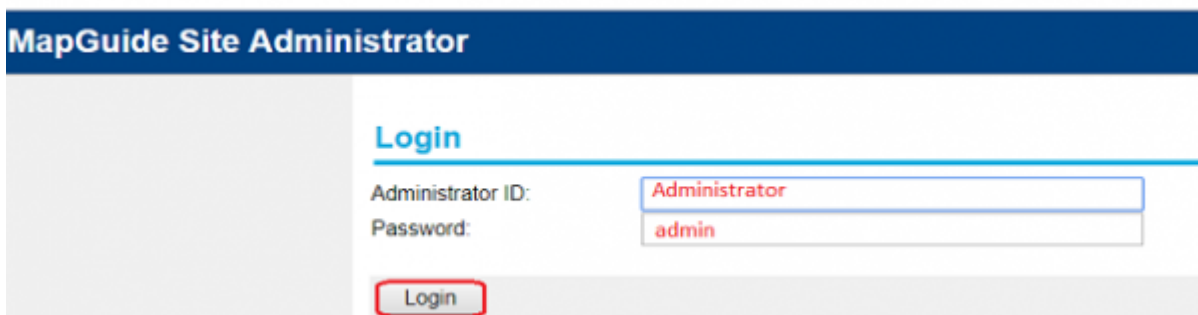 MapGuide Site Administrator
Login
Administrator ID: Administrator
Password: admin
Login